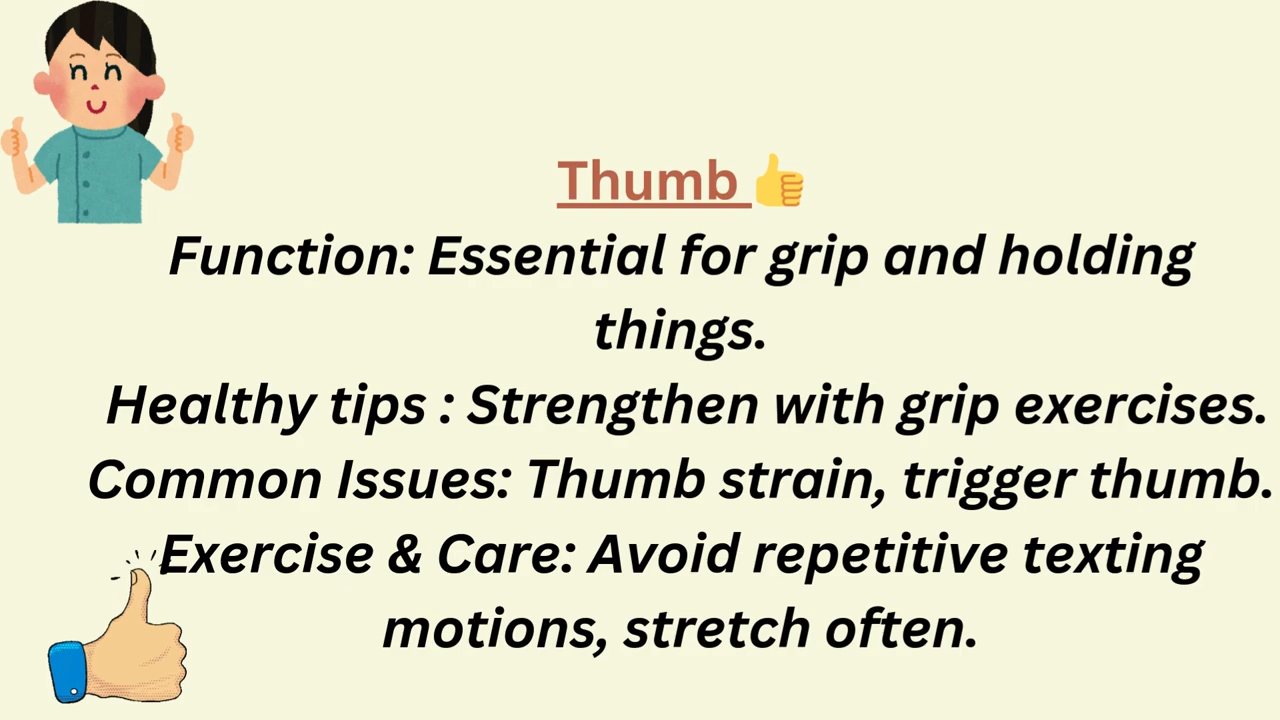 Thumb 👍
Function: Essential for grip and holding
things.
Healthy tips : Strengthen with grip exercises.
Common Issues: Thumb strain, trigger thumb.
Exercise & Care: Avoid repetitive texting
motions, stretch often.